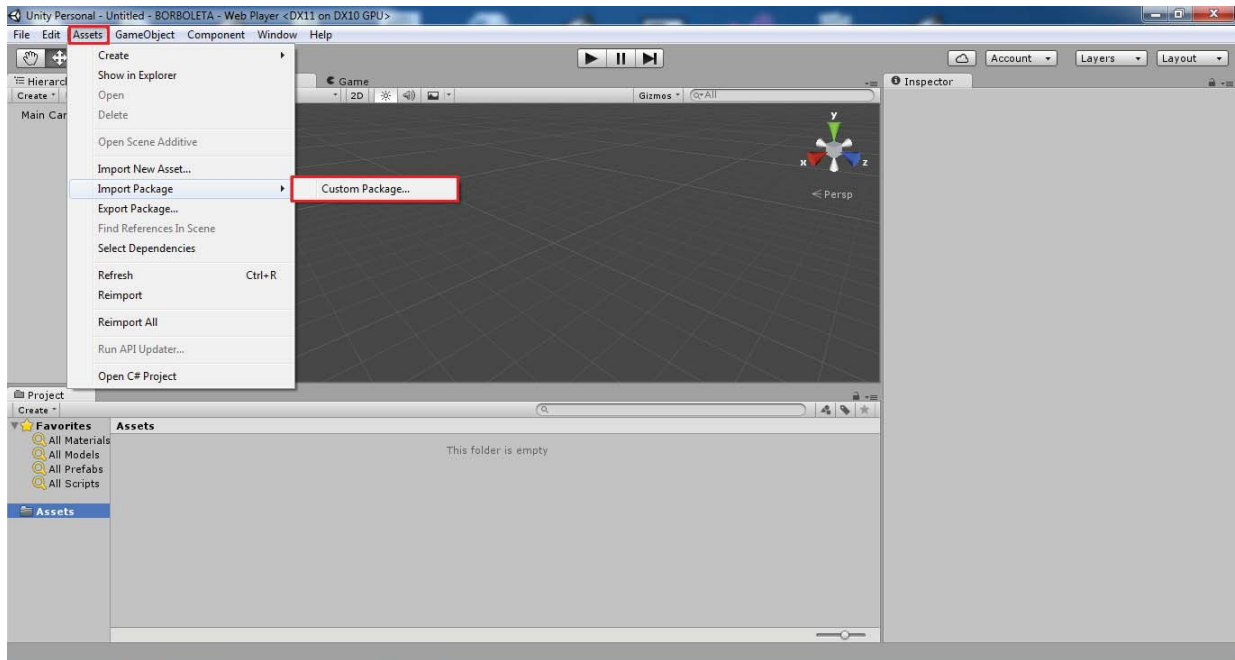 Unity Personal - Untitled - BORBOLETA - Web Player <DX11 on DX10 GPU>
File Edit Assets GameObject Component Window Help
Account Layers Layout
Create
Show in Explorer
Open
Delete
Open Scene Additive
Import New Asset...
Import Package
Export Package...
Find References In Scene
Select Dependencies
Refresh Ctrl+R
Reimport
Reimport All
Run API Updater...
Open C# Project
Custom Package...
Hierarc
Create
Main Car
Game
2D Gizmos All
y
x z
Persp
Inspector
Project
Create
Favorites
All Materials
All Models
All Prefabs
All Scripts
Assets
Assets
This folder is empty